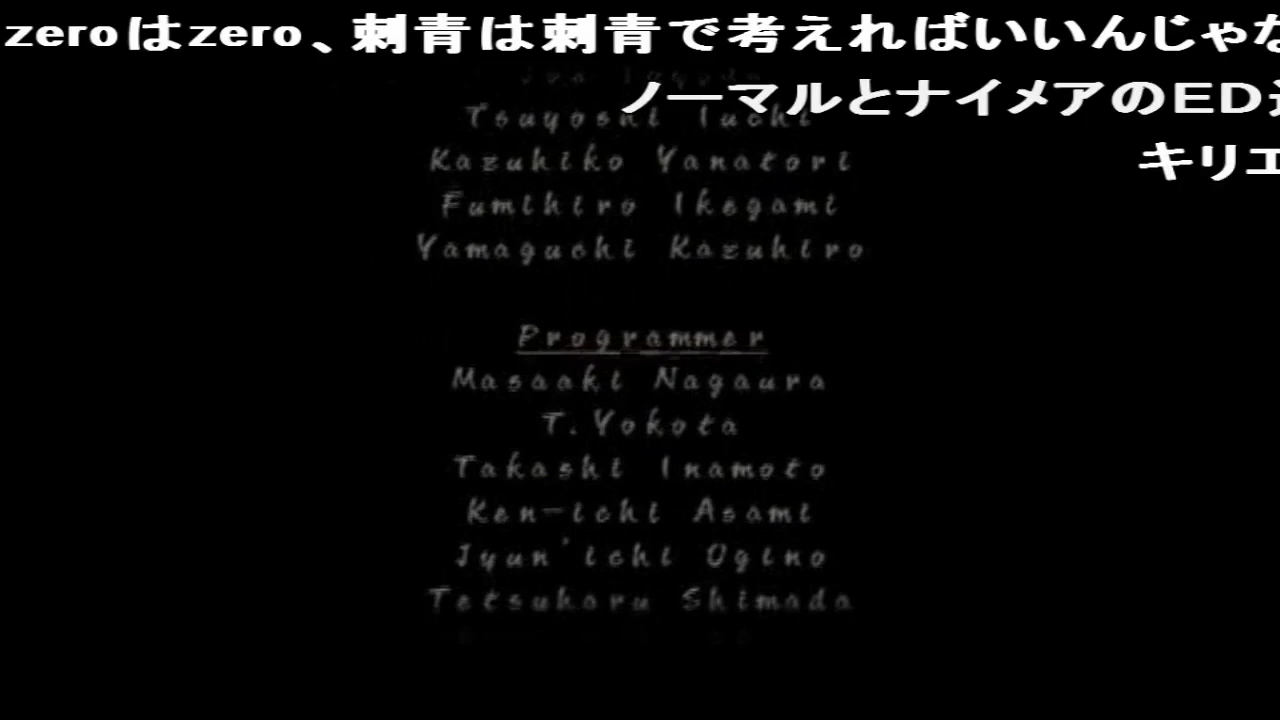 zeroはzero、刺青は刺青で考えればいいんじゃな
ノーマルとナイメアのED
キリエ
Tsuyoshi Iuchi
Kazuhiko Yanatori
Fumihiro Ikegami
Yamaguchi Kazuhiro
Programmer
Masaaki Nagaura
T.Yokota
Takashi Inamoto
Ken-ichi Asami
Jyun'ichi Ogino
Tetsuharu Shimada